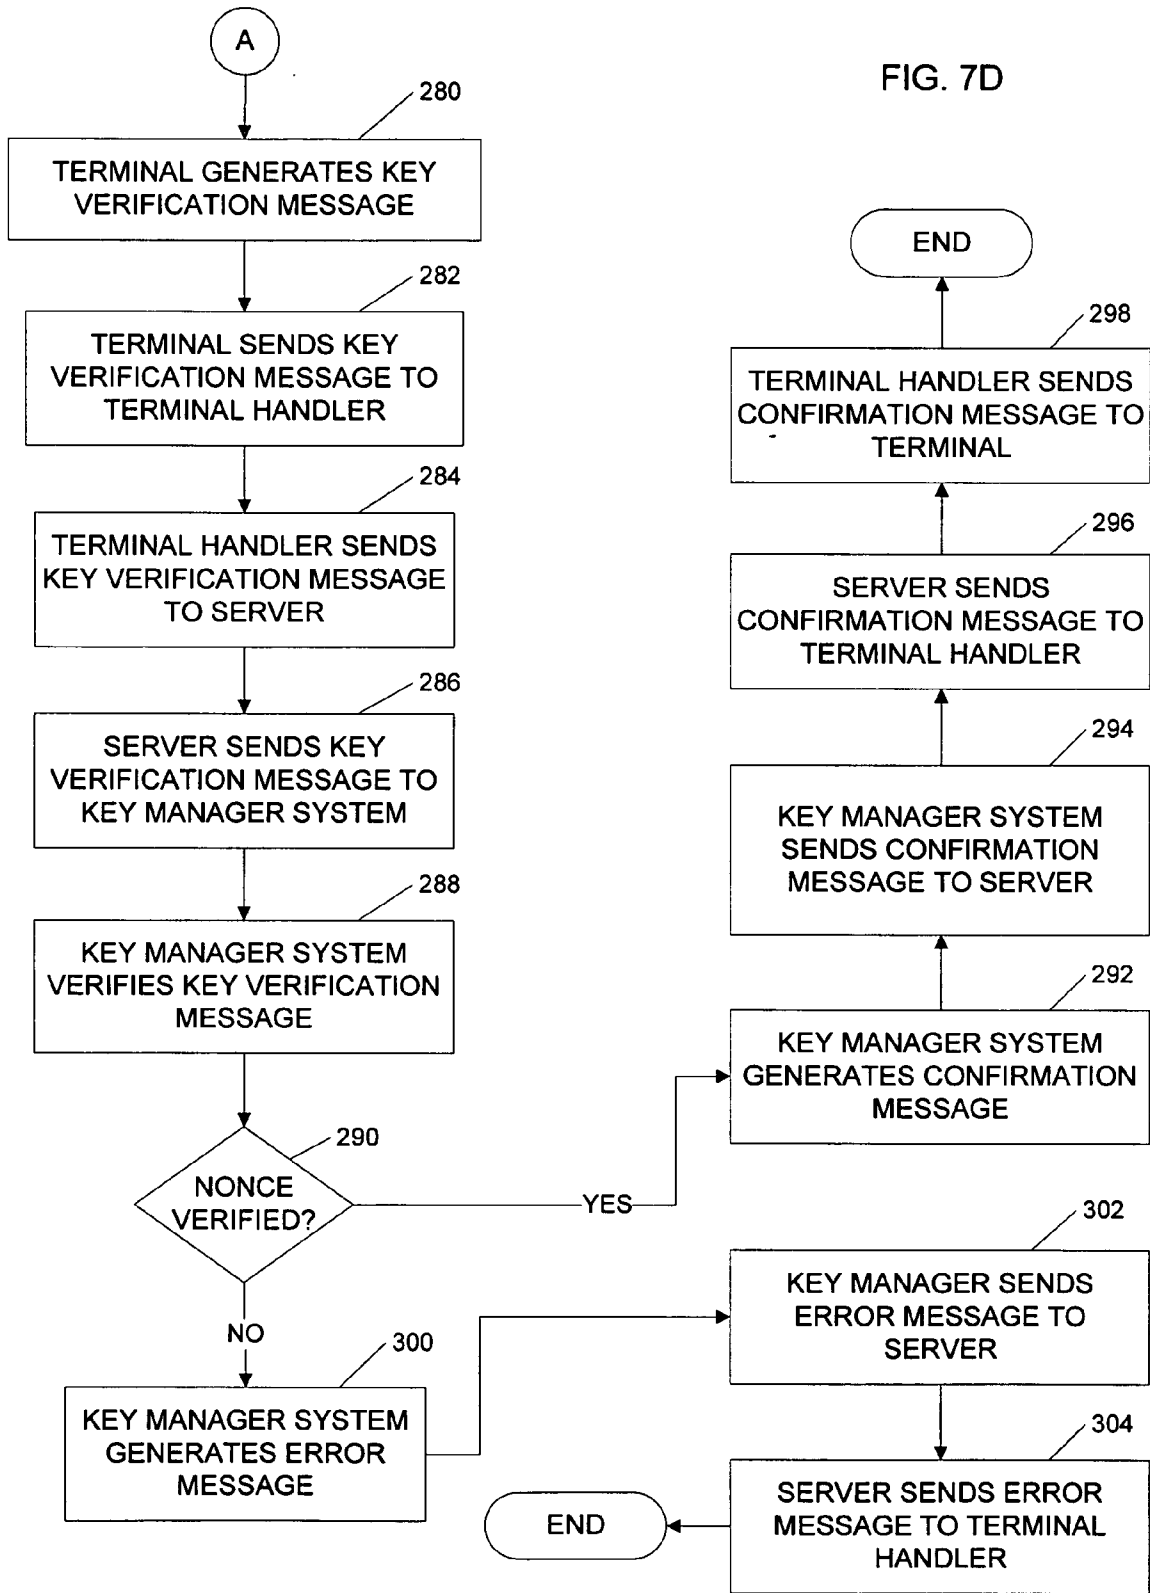 A
FIG. 7D
280
TERMINAL GENERATES KEY
VERIFICATION MESSAGE
282
TERMINAL SENDS KEY
VERIFICATION MESSAGE TO
TERMINAL HANDLER
284
TERMINAL HANDLER SENDS
KEY VERIFICATION MESSAGE
TO SERVER
286
SERVER SENDS KEY
VERIFICATION MESSAGE TO
KEY MANAGER SYSTEM
288
KEY MANAGER SYSTEM
VERIFIES KEY VERIFICATION
MESSAGE
290
NONCE
VERIFIED?
YES
NO
300
KEY MANAGER SYSTEM
GENERATES ERROR
MESSAGE
END
298
TERMINAL HANDLER SENDS
CONFIRMATION MESSAGE TO
TERMINAL
296
SERVER SENDS
CONFIRMATION MESSAGE TO
TERMINAL HANDLER
294
KEY MANAGER SYSTEM
SENDS CONFIRMATION
MESSAGE TO SERVER
292
KEY MANAGER SYSTEM
GENERATES CONFIRMATION
MESSAGE
302
KEY MANAGER SENDS
ERROR MESSAGE TO
SERVER
304
SERVER SENDS ERROR
MESSAGE TO TERMINAL
HANDLER
END